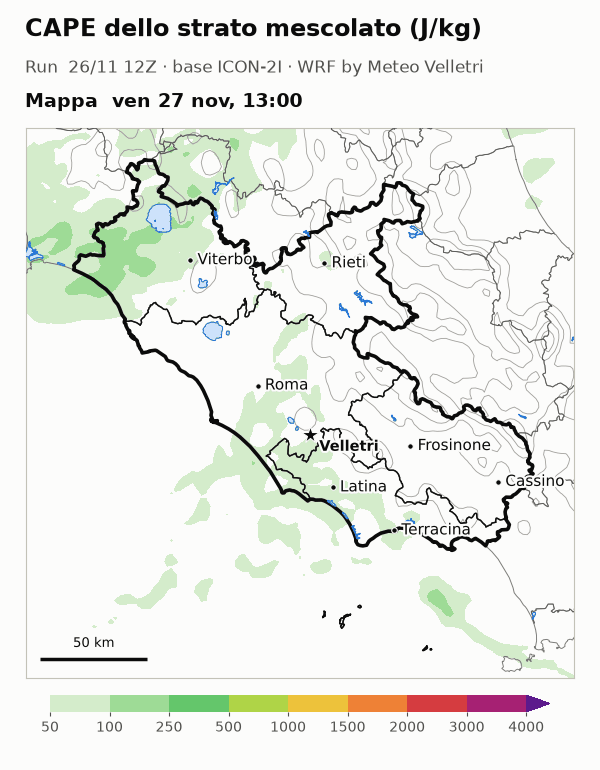 CAPE dello strato mescolato (J/kg)
Run  26/11 12Z · base ICON-2I · WRF by Meteo Velletri
Mappa  ven 27 nov, 13:00
Viterbo
Rieti
Roma
Velletri
Frosinone
Cassino
Latina
Terracina
50 km
50 100 250 500 1000 1500 2000 3000 4000